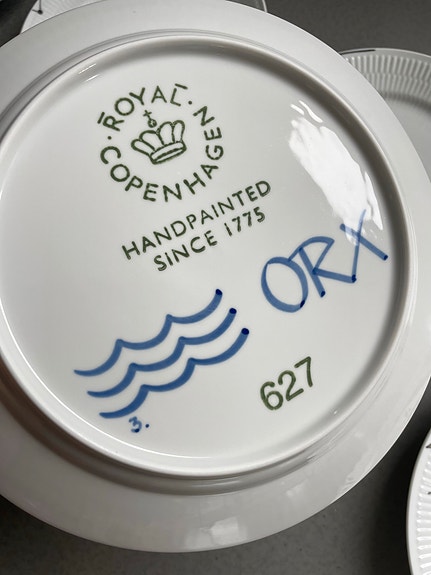 ROYAL
COPENHAGEN
HANDPAINTED
SINCE 1775
ORX
3.
627